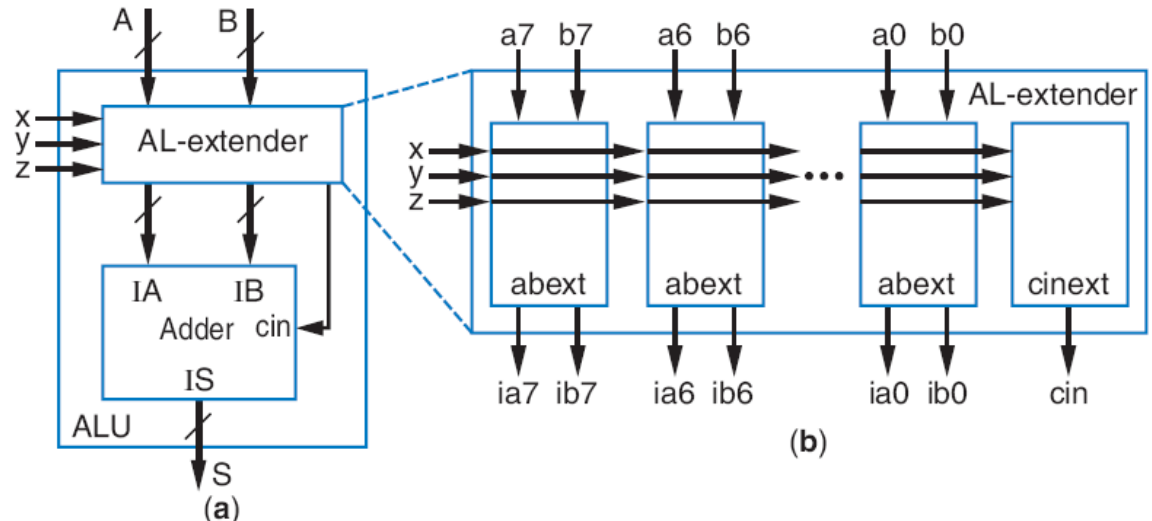 A B
x
y
z
AL-extender
IA IB
Adder cin
IS
ALU
S
(a)
a7 b7 a6 b6 a0 b0
AL-extender
x
y
z
abext abext abext cinext
ia7 ib7 ia6 ib6 ia0 ib0 cin
(b)